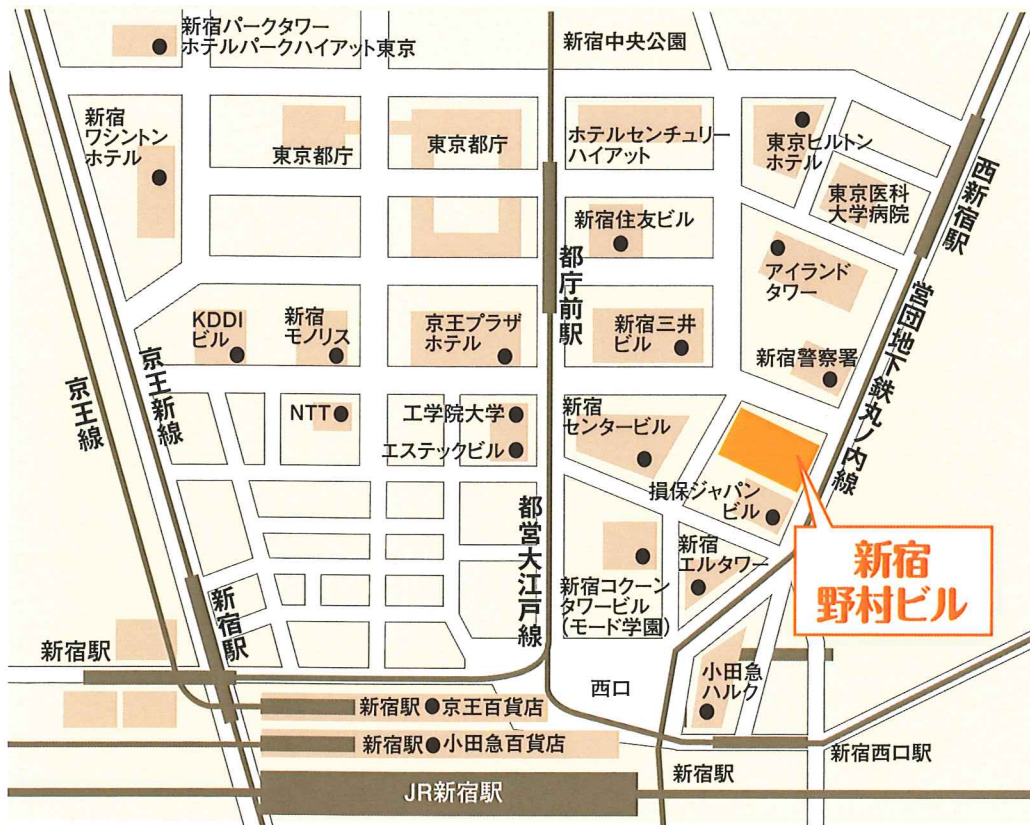 新宿パークタワー
ホテルパークハイアット東京
新宿中央公園
新宿
ワシントン
ホテル
東京都庁
東京都庁
ホテルセンチュリー
ハイアット
東京ヒルトン
ホテル
東京医科
大学病院
西新宿駅
新宿住友ビル
都庁前駅
アイランド
タワー
営団地下鉄丸ノ内線
KDDI
ビル
新宿
モノリス
京王プラザ
ホテル
新宿三井
ビル
新宿警察署
京王線
京王新線
NTT
工学院大学
エステックビル
新宿
センタービル
損保ジャパン
ビル
新宿
野村ビル
都営大江戸線
新宿
エルタワー
新宿コクーン
タワービル
(モード学園)
新宿駅
新宿駅
西口
小田急
ハルク
新宿駅
京王百貨店
新宿駅
小田急百貨店
新宿駅
新宿西口駅
JR新宿駅